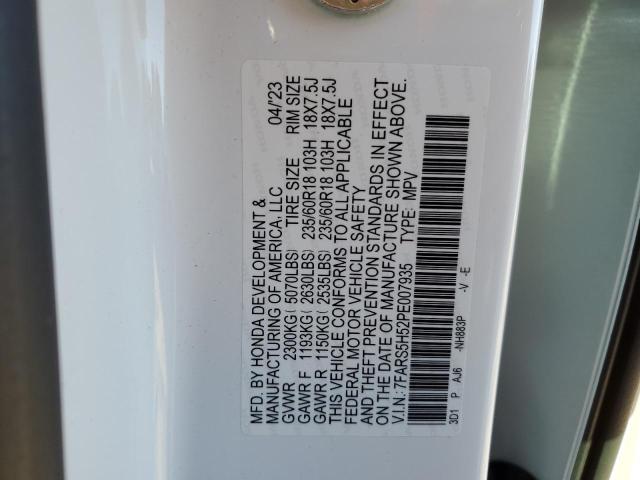 MFD. BY HONDA DEVELOPMENT &
MANUFACTURING OF AMERICA, LLC 04/'23
GVWR 2300KG (5070LBS) TIRE SIZE RIM SIZE
GAWR F 1193KG (2630LBS) 235/60R18 103H 18X7.5J
GAWR R 1150KG (2535LBS) 235/60R18 103H 18X7.5J
THIS VEHICLE CONFORMS TO ALL APPLICABLE
FEDERAL MOTOR VEHICLE SAFETY
AND THEFT PREVENTION STANDARDS IN EFFECT
ON THE DATE OF MANUFACTURE SHOWN ABOVE.
V.I.N.: 7FARS5H52PE007935 TYPE: MPV
3D1 P AJ6 -NH883P -V -E